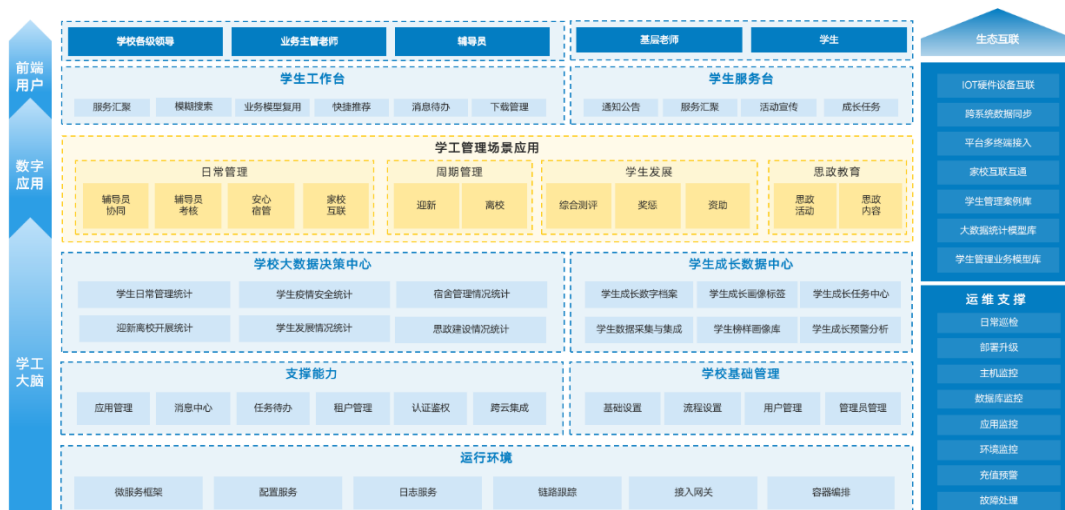 前端
用户
数字
应用
学工
大脑
学校各级领导
业务主管老师
辅导员
基层老师
学生
学生工作台
服务汇聚
模糊搜索
业务模型复用
快捷推荐
消息待办
下载管理
学生服务台
通知公告
服务汇聚
活动宣传
成长任务
学工管理场景应用
日常管理
辅导员
协同
辅导员
考核
安心
宿管
家校
互联
周期管理
迎新
离校
学生发展
综合测评
奖惩
资助
思政教育
思政
活动
思政
内容
学校大数据决策中心
学生日常管理统计
学生疫情安全统计
宿舍管理情况统计
迎新离校开展统计
学生发展情况统计
思政建设情况统计
学生成长数据中心
学生成长数字档案
学生成长画像标签
学生成长任务中心
学生数据采集与集成
学生榜样画像库
学生成长预警分析
支撑能力
应用管理
消息中心
任务待办
租户管理
认证鉴权
跨云集成
学校基础管理
基础设置
流程设置
用户管理
管理员管理
运行环境
微服务框架
配置服务
日志服务
链路跟踪
接入网关
容器编排
生态互联
IOT硬件设备互联
跨系统数据同步
平台多终端接入
家校互联互通
学生管理案例库
大数据统计模型库
学生管理业务模型库
运维支撑
日常巡检
部署升级
主机监控
数据库监控
应用监控
环境监控
充值预警
故障处理